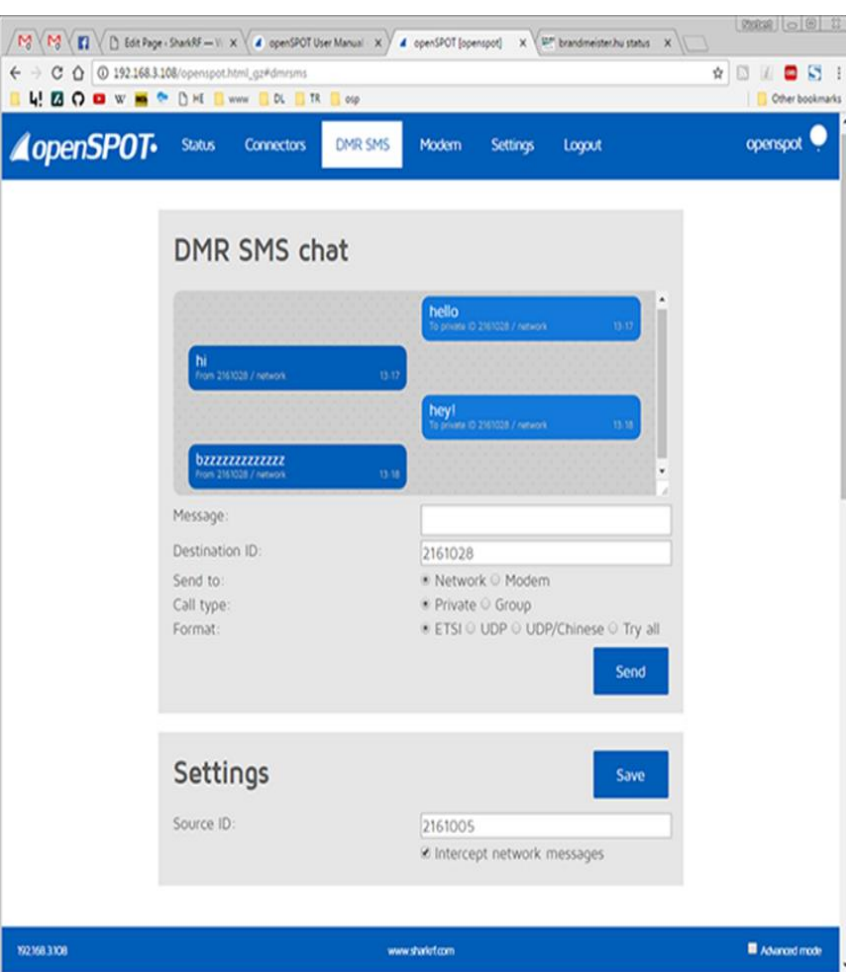 Edit Page ‹ SharkRF — W
openSPOT User Manual
openSPOT [openspot]
brandmeister.hu status
192.168.3.108/openspot.html_gz#dmrsms
HE
www
DL
TR
osp
Other bookmarks
openSPOT
Status
Connectors
DMR SMS
Modem
Settings
Logout
openspot
DMR SMS chat
hello
To private ID 2161028 / network 13:17
hi
From 2161028 / network 13:17
hey!
To private ID 2161028 / network 13:18
bzzzzzzzzzzzzz
From 2161028 / network 13:18
Message:
Destination ID: 2161028
Send to: Network Modem
Call type: Private Group
Format: ETSI UDP UDP/Chinese Try all
Send
Settings
Save
Source ID: 2161005
Intercept network messages
192.168.3.108
www.sharkrf.com
Advanced mode